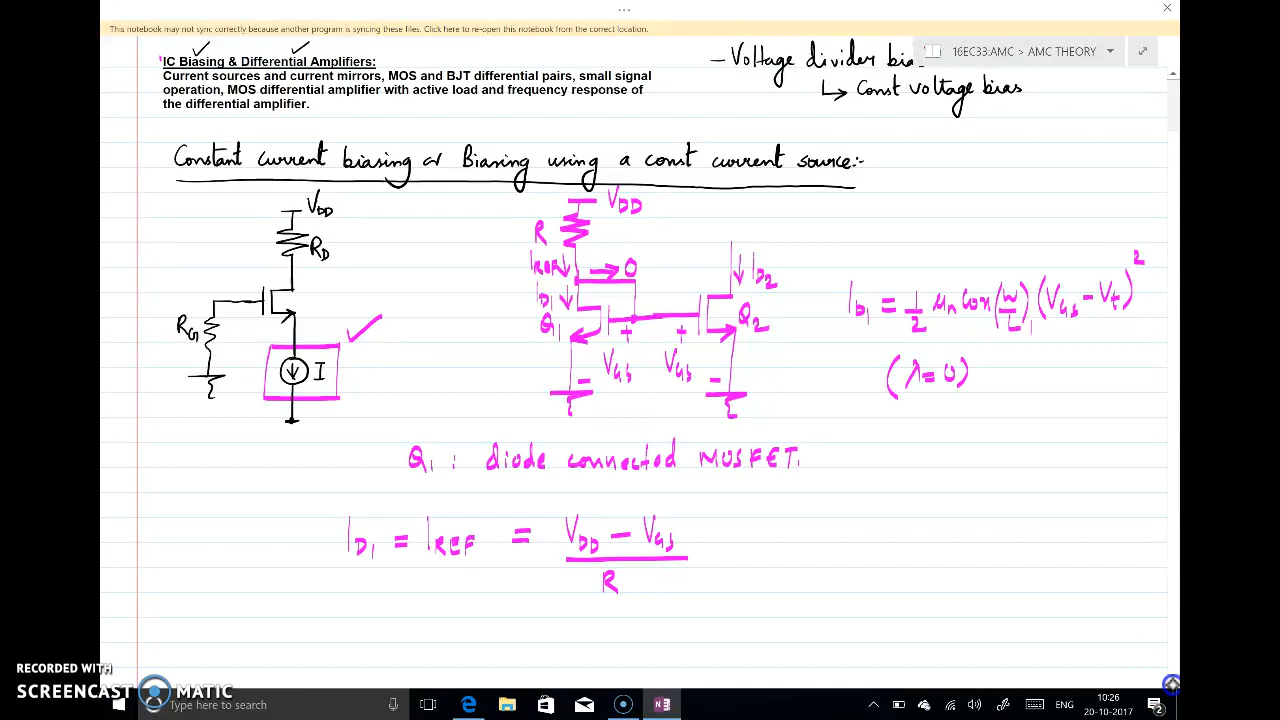 This notebook may not sync correctly because another program is syncing these files. Click here to re-open this notebook from the correct location.
IC Biasing & Differential Amplifiers:
Current sources and current mirrors, MOS and BJT differential pairs, small signal
operation, MOS differential amplifier with active load and frequency response of
the differential amplifier.
- Voltage divider bia
↳ Const voltage bias
16EC33:AMC > AMC THEORY
Constant current biasing or Biasing using a const current source:-
VDD
RD
RG
I
VDD
R
IREF
0
ID1
Q1
ID2
Q2
+ VGS -
+ VGS -
ID1 = 1/2 μn Cox (W/L)1 (VGS - Vt)^2
(λ = 0)
Q1 : diode connected MOSFET.
ID1 = IREF = (VDD - VGS)/R
RECORDED WITH
SCREENCAST MATIC
Type here to search
ENG
10:26
20-10-2017
2